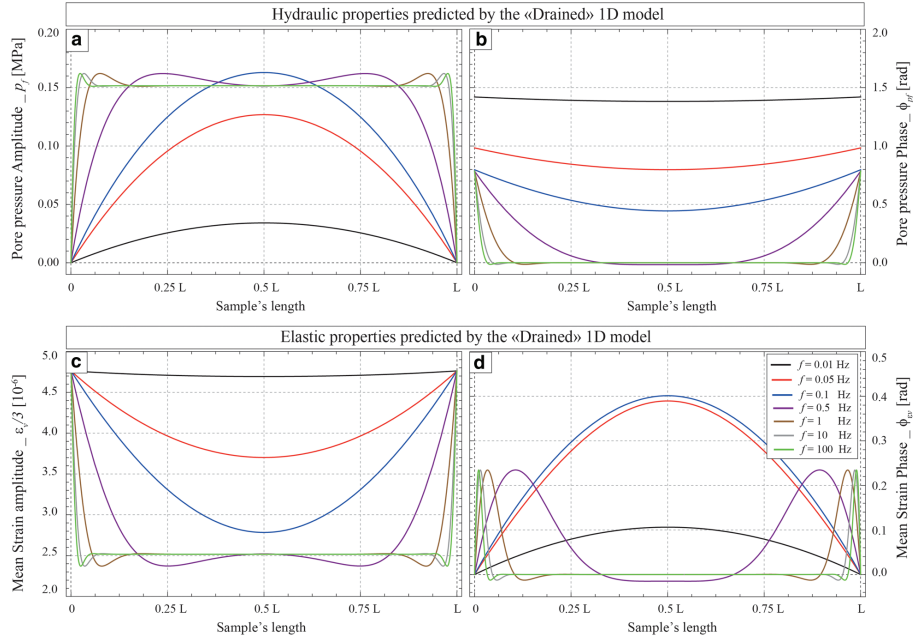 Hydraulic properties predicted by the «Drained» 1D model
a
Pore pressure Amplitude _ pf [MPa]
0.20
0.15
0.10
0.05
0.00
0
0.25 L
0.5 L
0.75 L
L
Sample's length
b
2.0
1.5
1.0
0.5
0.0
Pore pressure Phase_ ϕpf [rad]
0
0.25 L
0.5 L
0.75 L
L
Sample's length
Elastic properties predicted by the «Drained» 1D model
c
Mean Strain amplitude _ εv/3 [10⁻⁶]
5.0
4.5
4.0
3.5
3.0
2.5
2.0
0
0.25 L
0.5 L
0.75 L
L
Sample's length
d
f = 0.01 Hz
f = 0.05 Hz
f = 0.1 Hz
f = 0.5 Hz
f = 1 Hz
f = 10 Hz
f = 100 Hz
0.5
0.4
0.3
0.2
0.1
0.0
Mean Strain Phase_ ϕεv [rad]
0
0.25 L
0.5 L
0.75 L
L
Sample's length